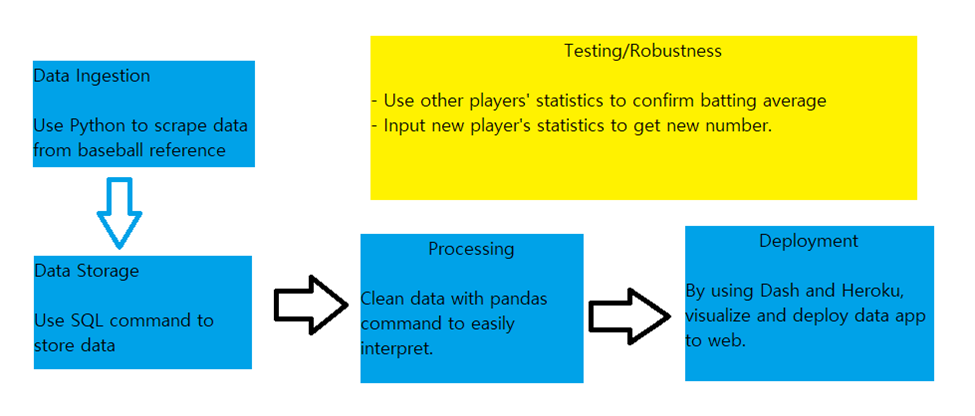 Data Ingestion
Use Python to scrape data
from baseball reference
Testing/Robustness
- Use other players' statistics to confirm batting average
- Input new player's statistics to get new number.
Data Storage
Use SQL command to
store data
Processing
Clean data with pandas
command to easily
interpret.
Deployment
By using Dash and Heroku,
visualize and deploy data app
to web.